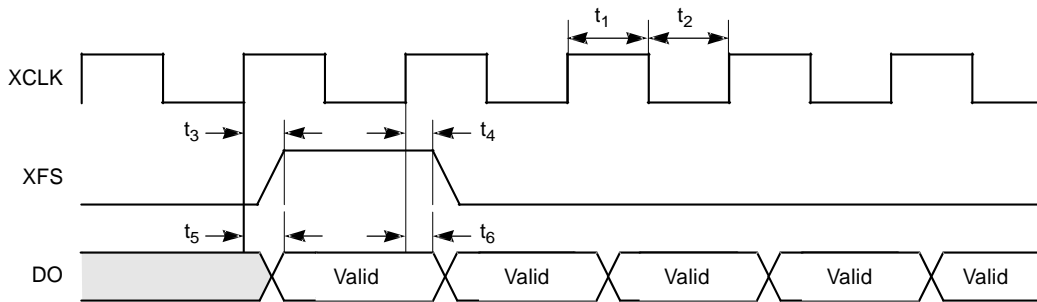 t1 t2
XCLK
t3 t4
XFS
t5 t6
DO Valid Valid Valid Valid Valid